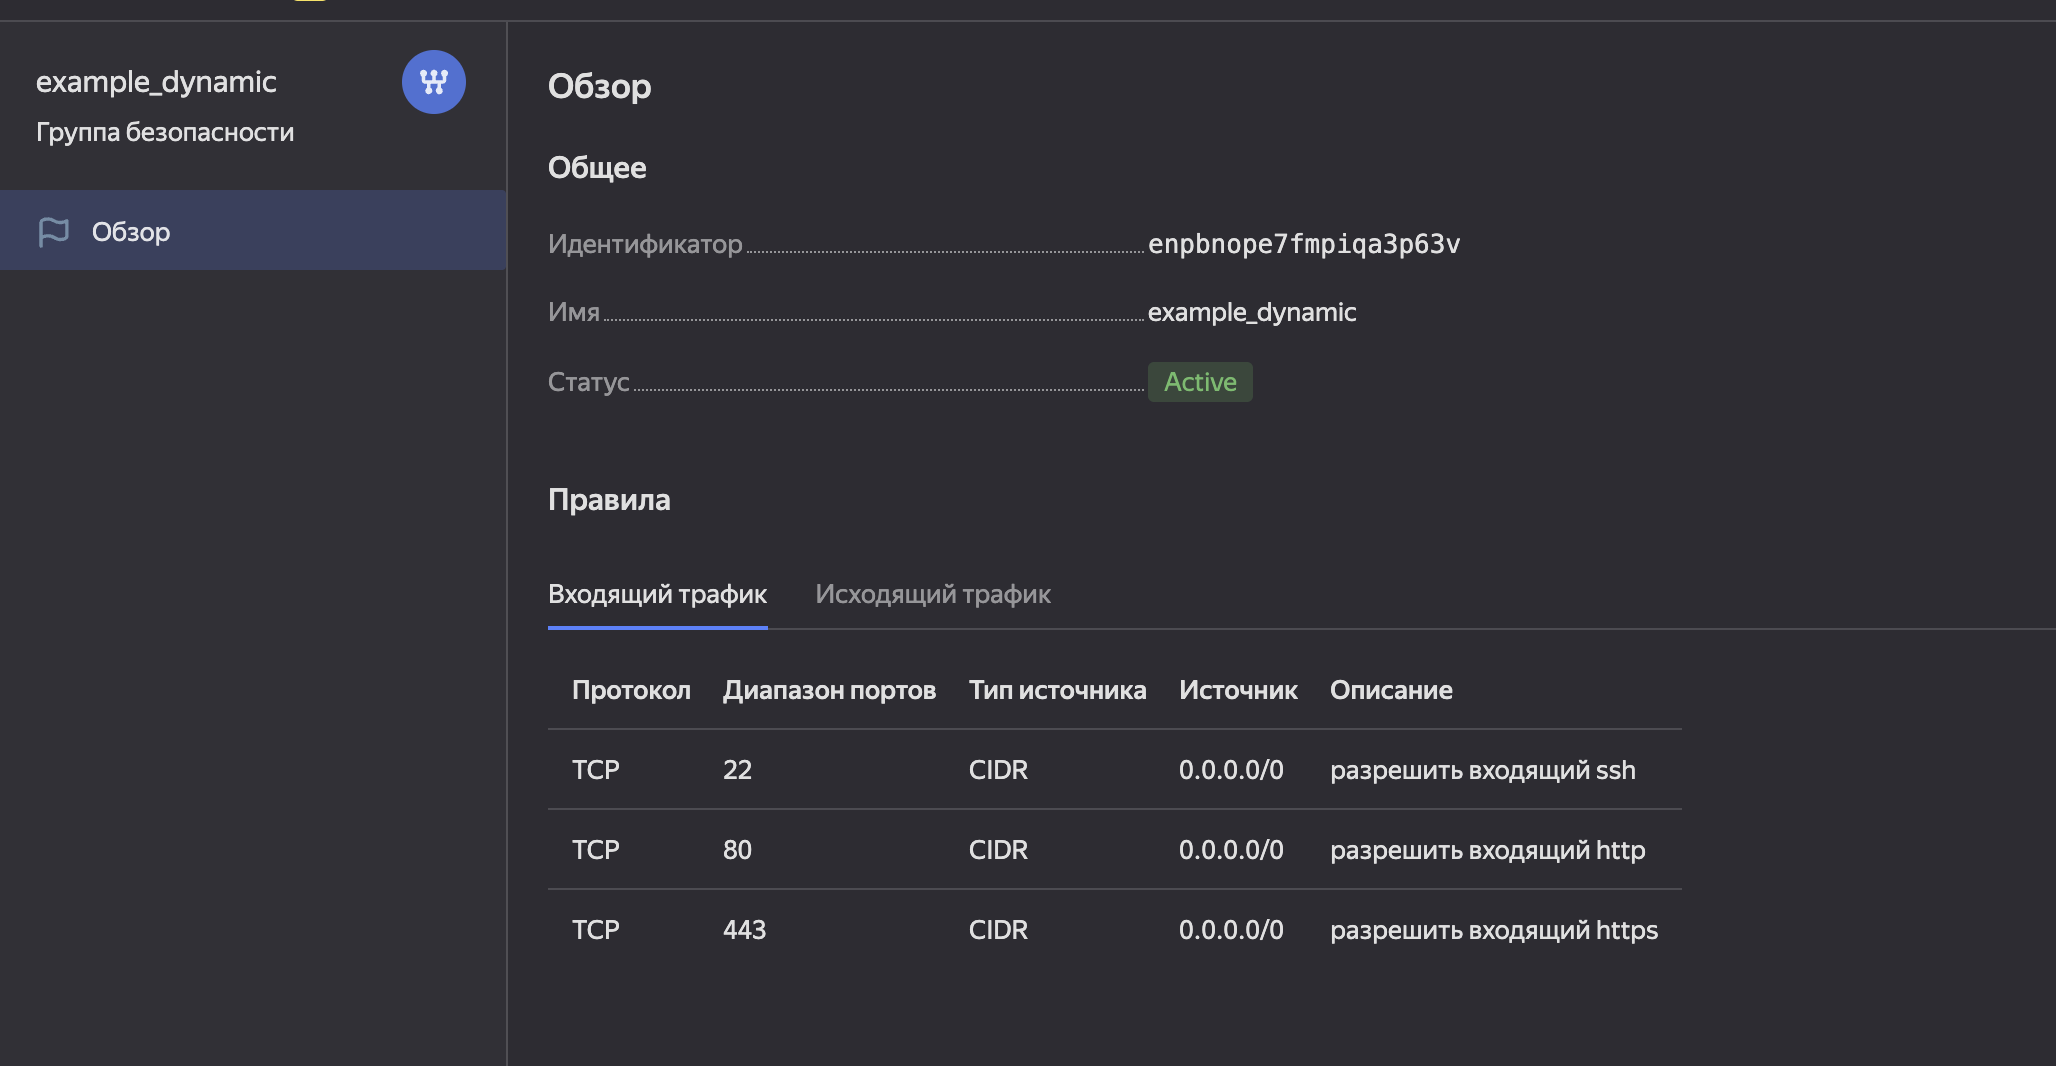 example_dynamic
Группа безопасности
Обзор
Обзор
Общее
Идентификатор enpbnope7fmpiqa3p63v
Имя example_dynamic
Статус Active
Правила
Входящий трафик Исходящий трафик
Протокол Диапазон портов Тип источника Источник Описание
TCP 22 CIDR 0.0.0.0/0 разрешить входящий ssh
TCP 80 CIDR 0.0.0.0/0 разрешить входящий http
TCP 443 CIDR 0.0.0.0/0 разрешить входящий https